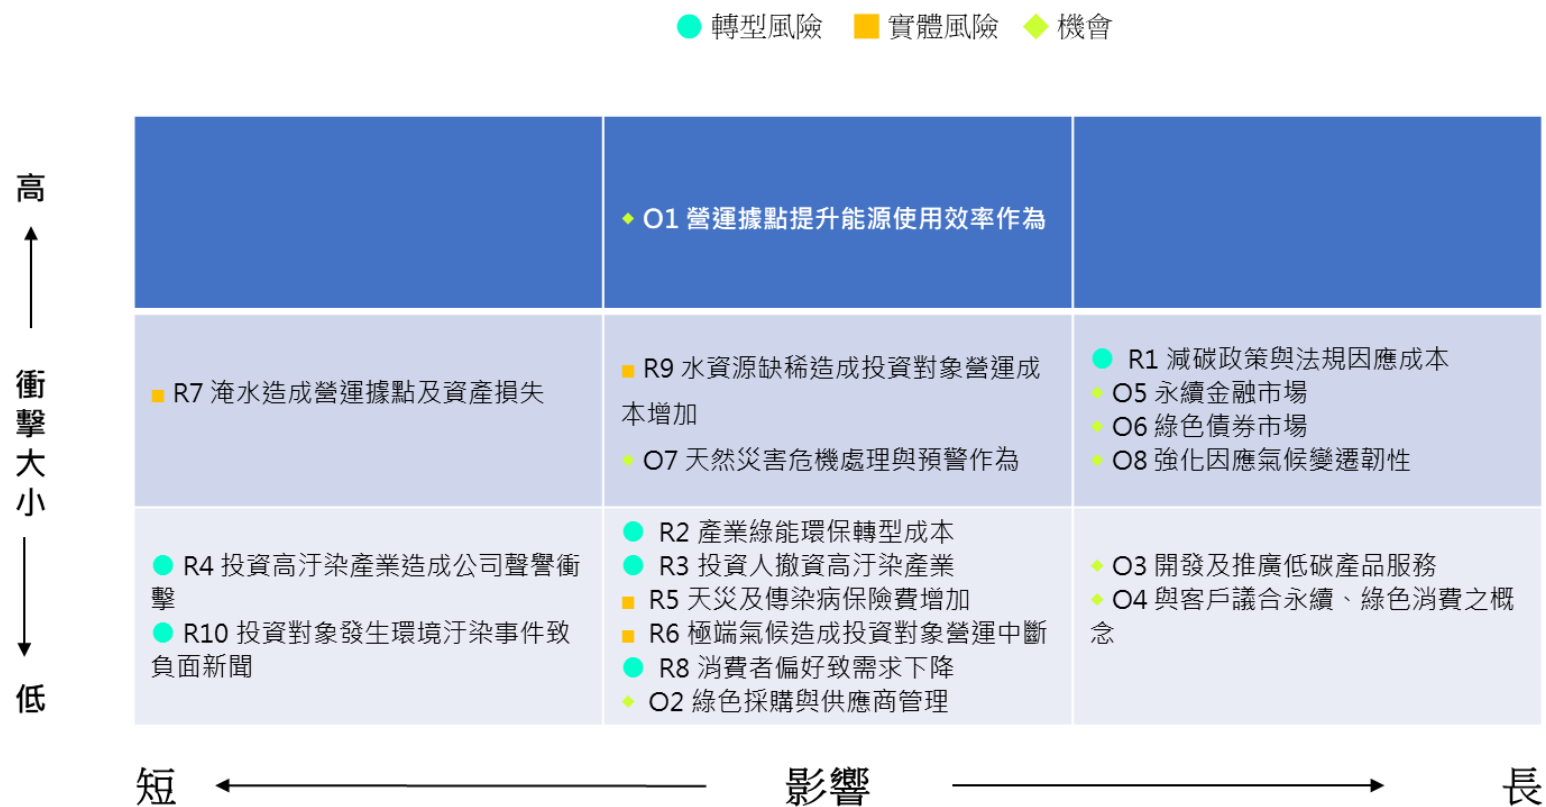 轉型風險 實體風險 機會
高
衝擊大小
低
O1 營運據點提升能源使用效率作為
R7 淹水造成營運據點及資產損失
R9 水資源缺稀造成投資對象營運成
本增加
O7 天然災害危機處理與預警作為
R1 減碳政策與法規因應成本
O5 永續金融市場
O6 綠色債券市場
O8 強化因應氣候變遷韌性
R4 投資高汙染產業造成公司聲譽衝
擊
R10 投資對象發生環境汙染事件致
負面新聞
R2 產業綠能環保轉型成本
R3 投資人撤資高汙染產業
R5 天災及傳染病保險費增加
R6 極端氣候造成投資對象營運中斷
R8 消費者偏好致需求下降
O2 綠色採購與供應商管理
O3 開發及推廣低碳產品服務
O4 與客戶議合永續、綠色消費之概
念
短 影響 長